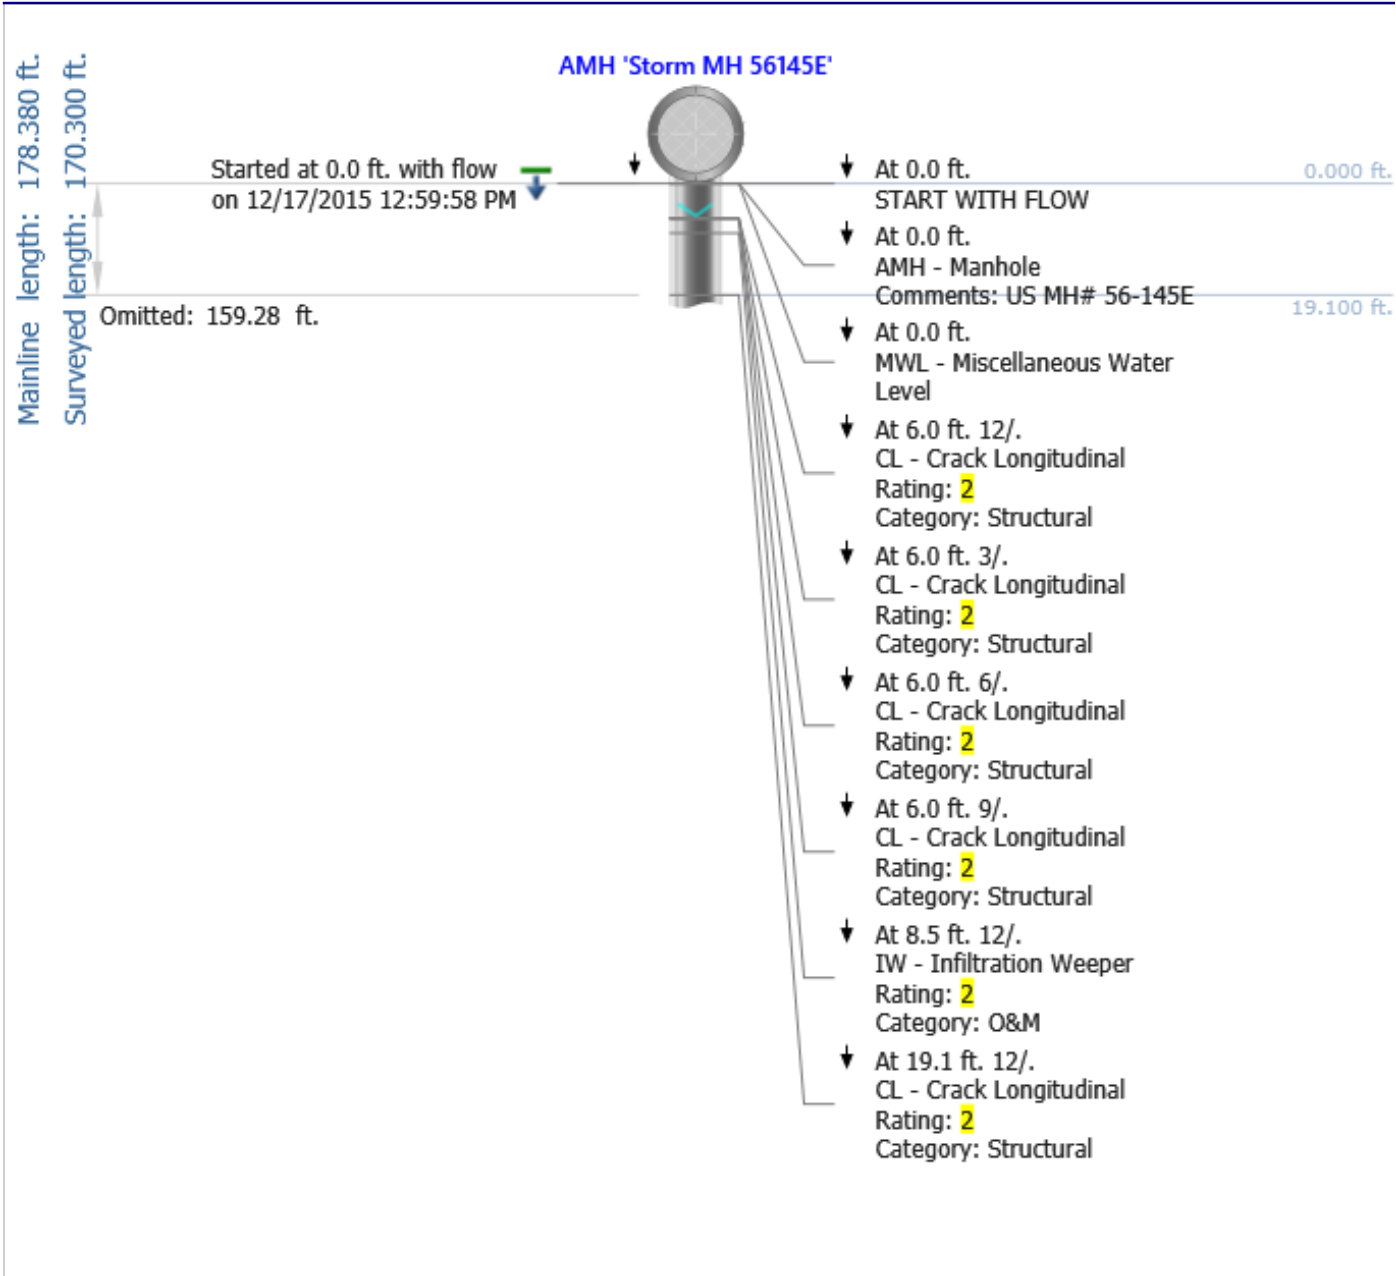 Mainline length: 178.380 ft.
Surveyed length: 170.300 ft.
AMH 'Storm MH 56145E'
Started at 0.0 ft. with flow
on 12/17/2015 12:59:58 PM
Omitted: 159.28 ft.
At 0.0 ft.
START WITH FLOW
0.000 ft.
At 0.0 ft.
AMH - Manhole
Comments: US MH# 56-145E
19.100 ft.
At 0.0 ft.
MWL - Miscellaneous Water
Level
At 6.0 ft. 12/.
CL - Crack Longitudinal
Rating: 2
Category: Structural
At 6.0 ft. 3/.
CL - Crack Longitudinal
Rating: 2
Category: Structural
At 6.0 ft. 6/.
CL - Crack Longitudinal
Rating: 2
Category: Structural
At 6.0 ft. 9/.
CL - Crack Longitudinal
Rating: 2
Category: Structural
At 8.5 ft. 12/.
IW - Infiltration Weeper
Rating: 2
Category: O&M
At 19.1 ft. 12/.
CL - Crack Longitudinal
Rating: 2
Category: Structural